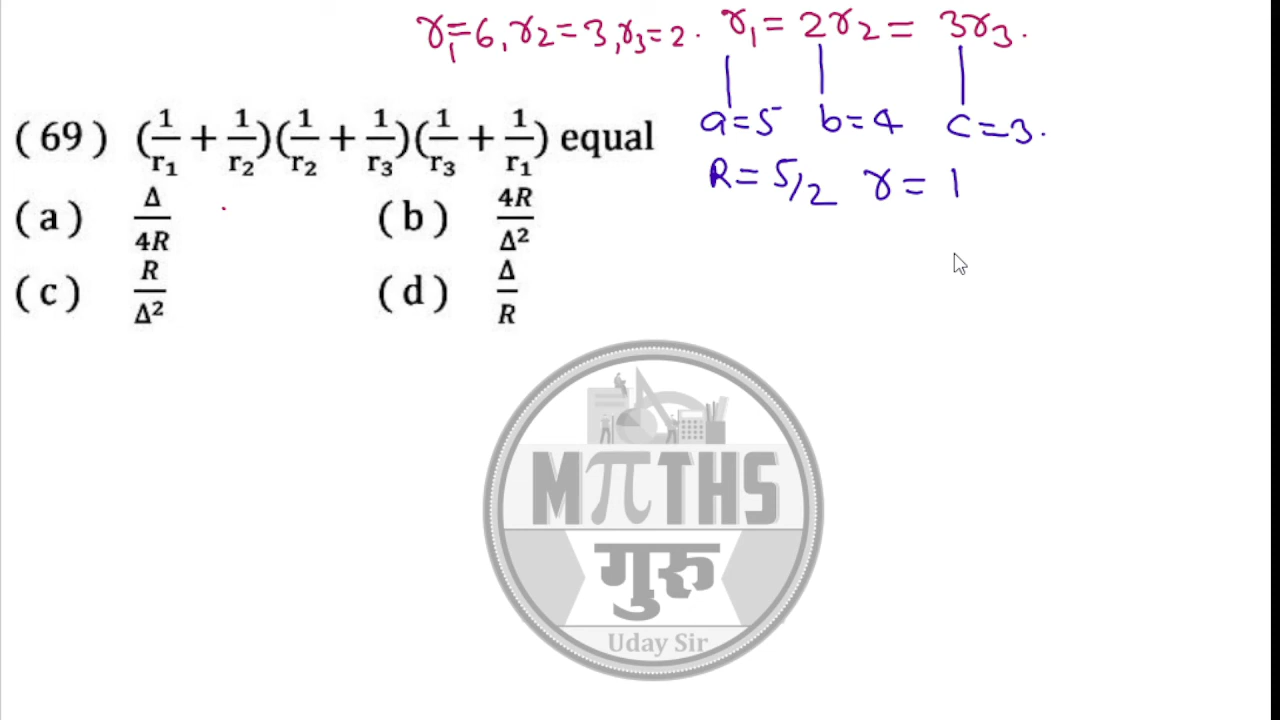 r₁=6, r₂=3, r₃=2. r₁ = 2r₂ = 3r₃.
a=5 b=4 c=3.
R = 5/2 r = 1
(69) (1/r₁ + 1/r₂)(1/r₂ + 1/r₃)(1/r₃ + 1/r₁) equal
(a) Δ/4R (b) 4R/Δ²
(c) R/Δ² (d) Δ/R
MπTHS
गुरु
Uday Sir